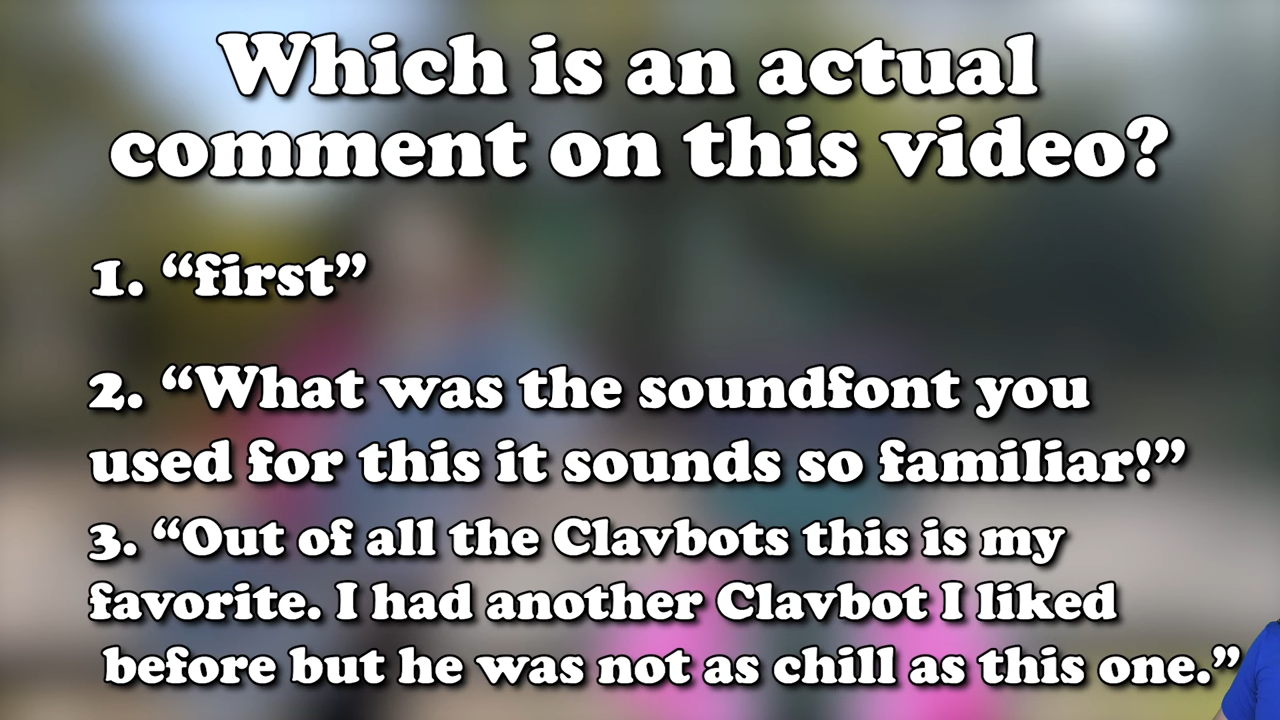 Which is an actual
comment on this video?
1. “first”
2. “What was the soundfont you
used for this it sounds so familiar!”
3. “Out of all the Clavbots this is my
favorite. I had another Clavbot I liked
before but he was not as chill as this one.”